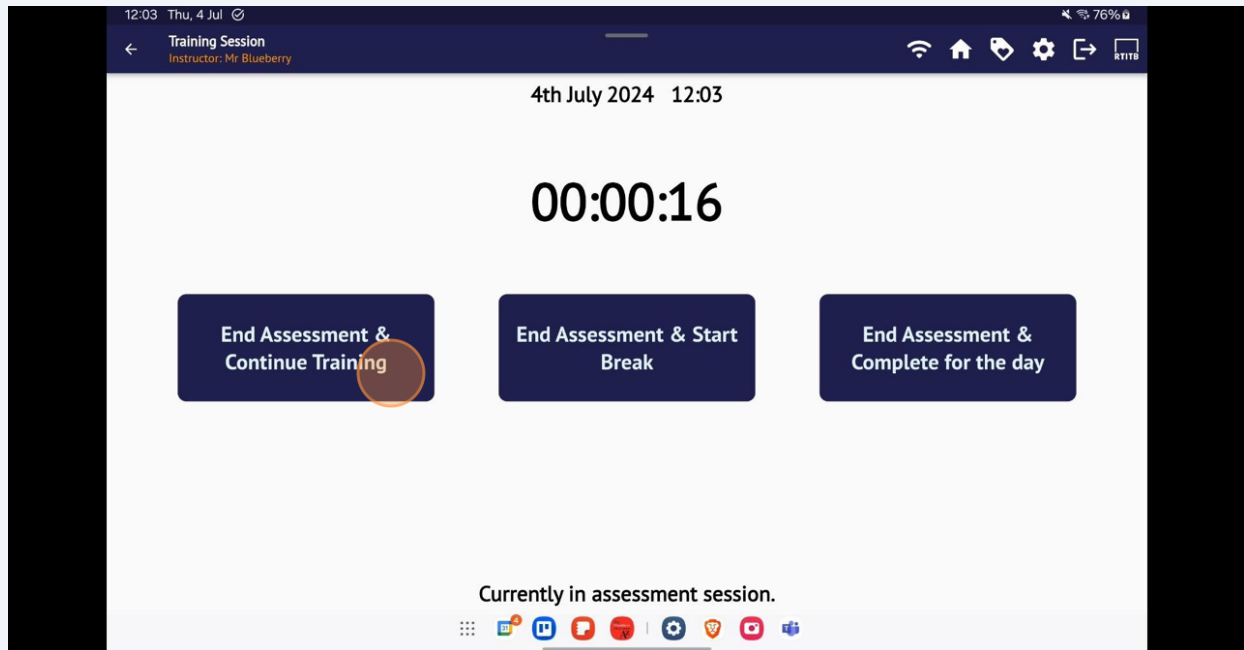 12:03 Thu, 4 Jul 76%
Training Session
Instructor: Mr Blueberry
RTITB
4th July 2024 12:03
00:00:16
End Assessment &
Continue Training
End Assessment & Start
Break
End Assessment &
Complete for the day
Currently in assessment session.
31 4